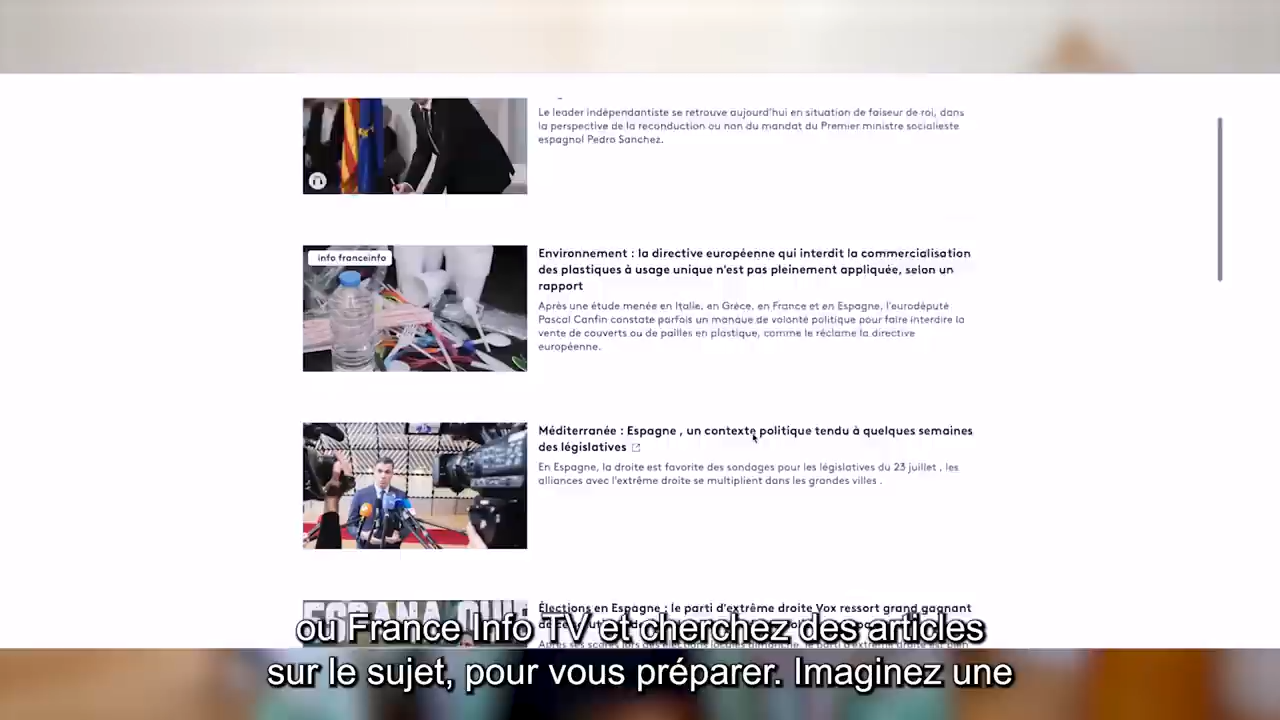 Le leader indépendantiste se retrouve aujourd'hui en situation de faiseur de roi, dans
la perspective de la reconduction ou non du mandat du Premier ministre socialieste
espagnol Pedro Sanchez.
info franceinfo
Environnement : la directive européenne qui interdit la commercialisation
des plastiques à usage unique n'est pas pleinement appliquée, selon un
rapport
Après une étude menée en Italie, en Grèce, en France et en Espagne, l'eurodéputé
Pascal Canfin constate parfois un manque de volonté politique pour faire interdire la
vente de couverts ou de pailles en plastique, comme le réclame la directive
européenne.
Méditerranée : Espagne , un contexte politique tendu à quelques semaines
des législatives
En Espagne, la droite est favorite des sondages pour les législatives du 23 juillet , les
alliances avec l'extrême droite se multiplient dans les grandes villes .
Élections en Espagne : le parti d'extrême droite Vox ressort grand gagnant
ou France Info TV et cherchez des articles
sur le sujet, pour vous préparer. Imaginez une